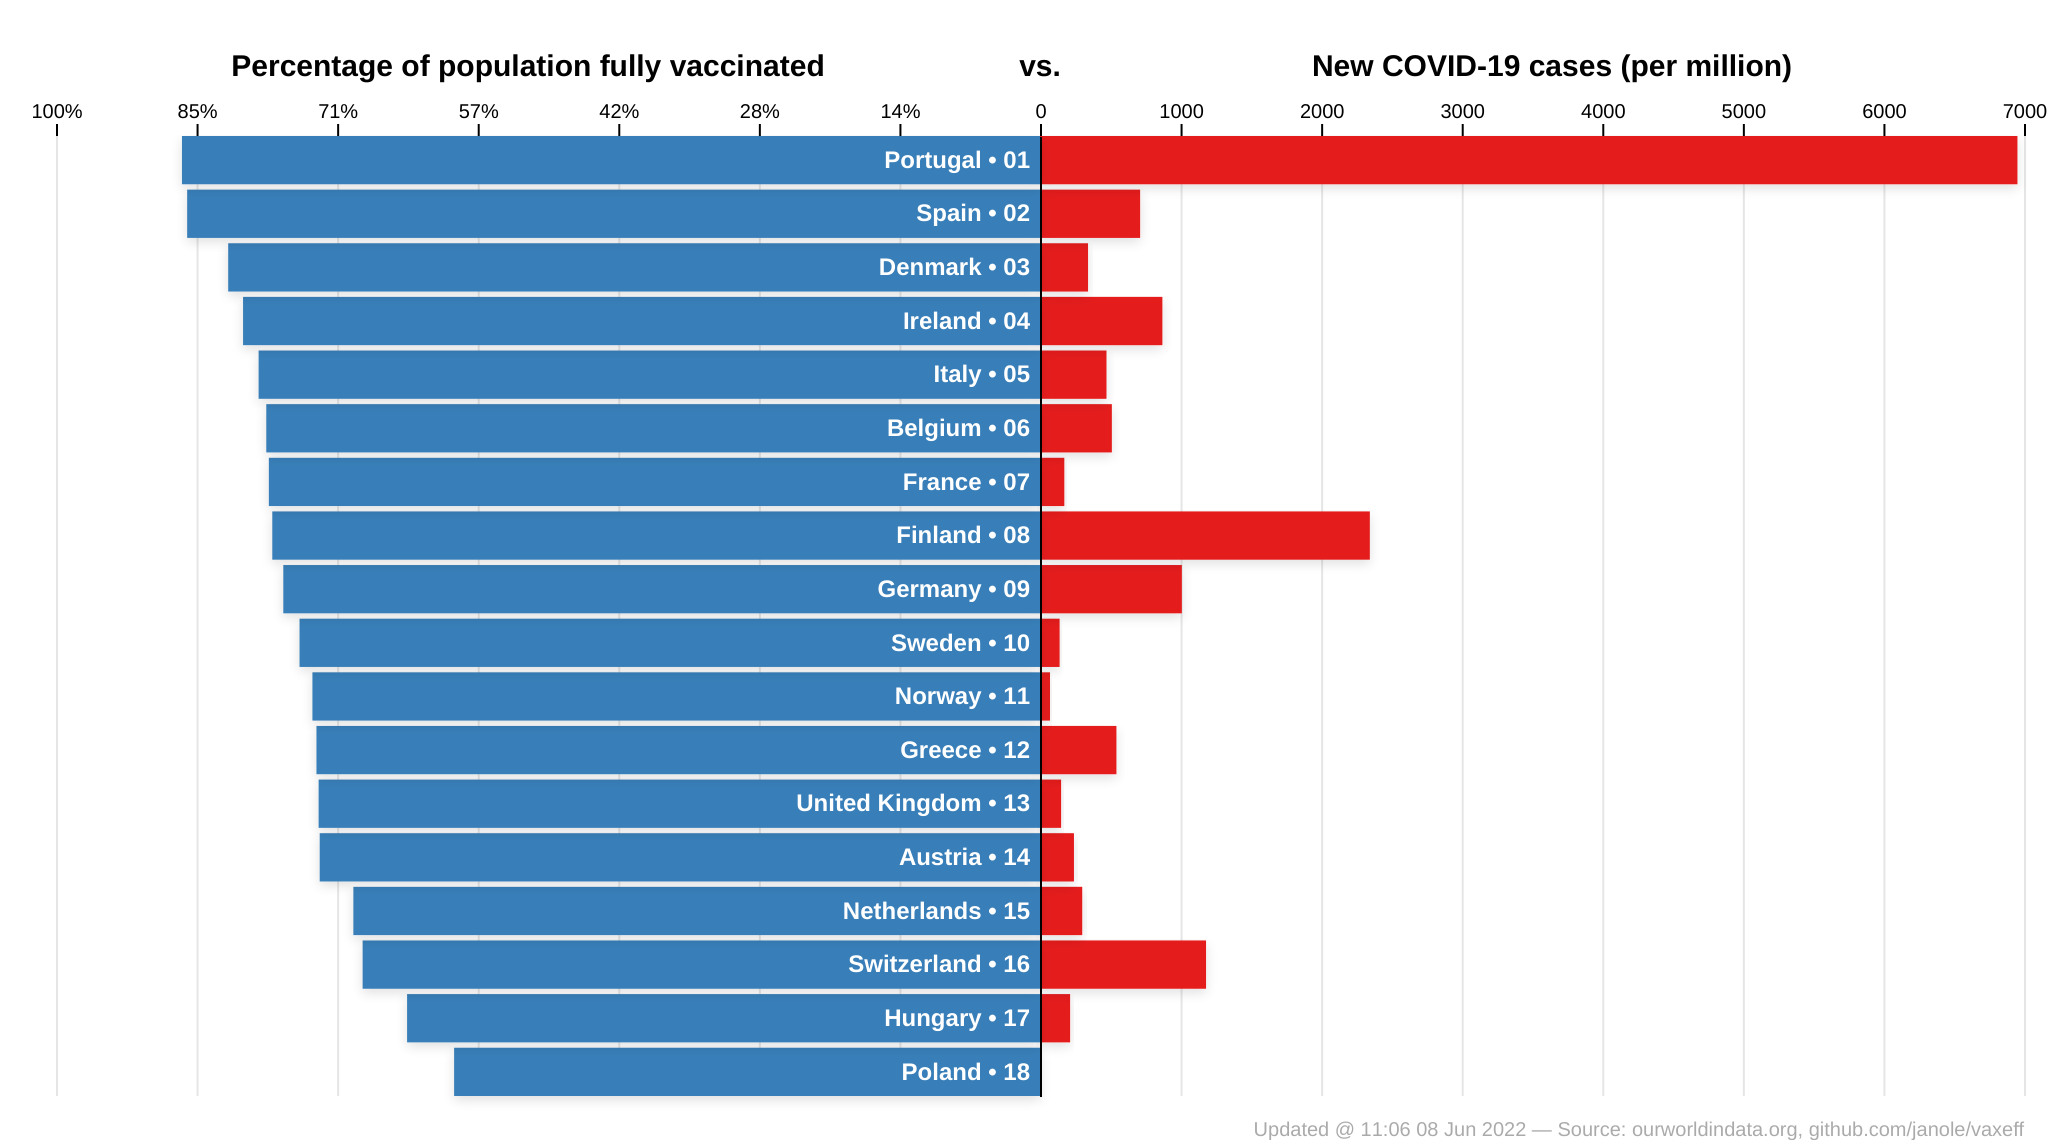 Percentage of population fully vaccinated vs. New COVID-19 cases (per million)
100% 85% 71% 57% 42% 28% 14% 0 1000 2000 3000 4000 5000 6000 7000
Portugal • 01
Spain • 02
Denmark • 03
Ireland • 04
Italy • 05
Belgium • 06
France • 07
Finland • 08
Germany • 09
Sweden • 10
Norway • 11
Greece • 12
United Kingdom • 13
Austria • 14
Netherlands • 15
Switzerland • 16
Hungary • 17
Poland • 18
Updated @ 11:06 08 Jun 2022 — Source: ourworldindata.org, github.com/janole/vaxeff